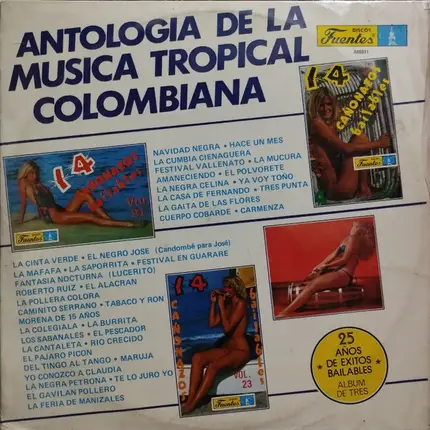 ANTOLOGIA DE LA
MUSICA TROPICAL
COLOMBIANA
DISCOS
Fuentes
14
CAÑONAZOS
BAILABLES
NAVIDAD NEGRA • HACE UN MES
LA CUMBIA CIENAGUERA
FESTIVAL VALLENATO • LA MUCURA
AMANECIENDO • EL POLVORETE
LA NEGRA CELINA • YA VOY TOÑO
LA CASA DE FERNANDO • TRES PUNTA
LA GAITA DE LAS FLORES
CUERPO COBARDE • CARMENZA
14
CAÑONAZOS
BAILABLES
VOL.
21
LA CINTA VERDE • EL NEGRO JOSE (Candombé para José)
LA MAFAFA • LA SAPORRITA • FESTIVAL EN GUARARE
FANTASIA NOCTURNA (LUCERITO)
ROBERTO RUIZ • EL ALACRAN
LA POLLERA COLORA
CAMINITO SERRANO • TABACO Y RON
MORENA DE 15 AÑOS
LA COLEGIALA • LA BURRITA
LOS SABANALES • EL PESCADOR
LA CANTALETA • RIO CRECIDO
EL PAJARO PICON
DEL TINGO AL TANGO • MARUJA
YO CONOZCO A CLAUDIA
LA NEGRA PETRONA • TE LO JURO YO
EL GAVILAN POLLERO
LA FERIA DE MANIZALES
14
CAÑONAZOS
bailables
VOL.
23
Fuentes
25
AÑOS
DE EXITOS
BAILABLES
ALBUM
DE TRES